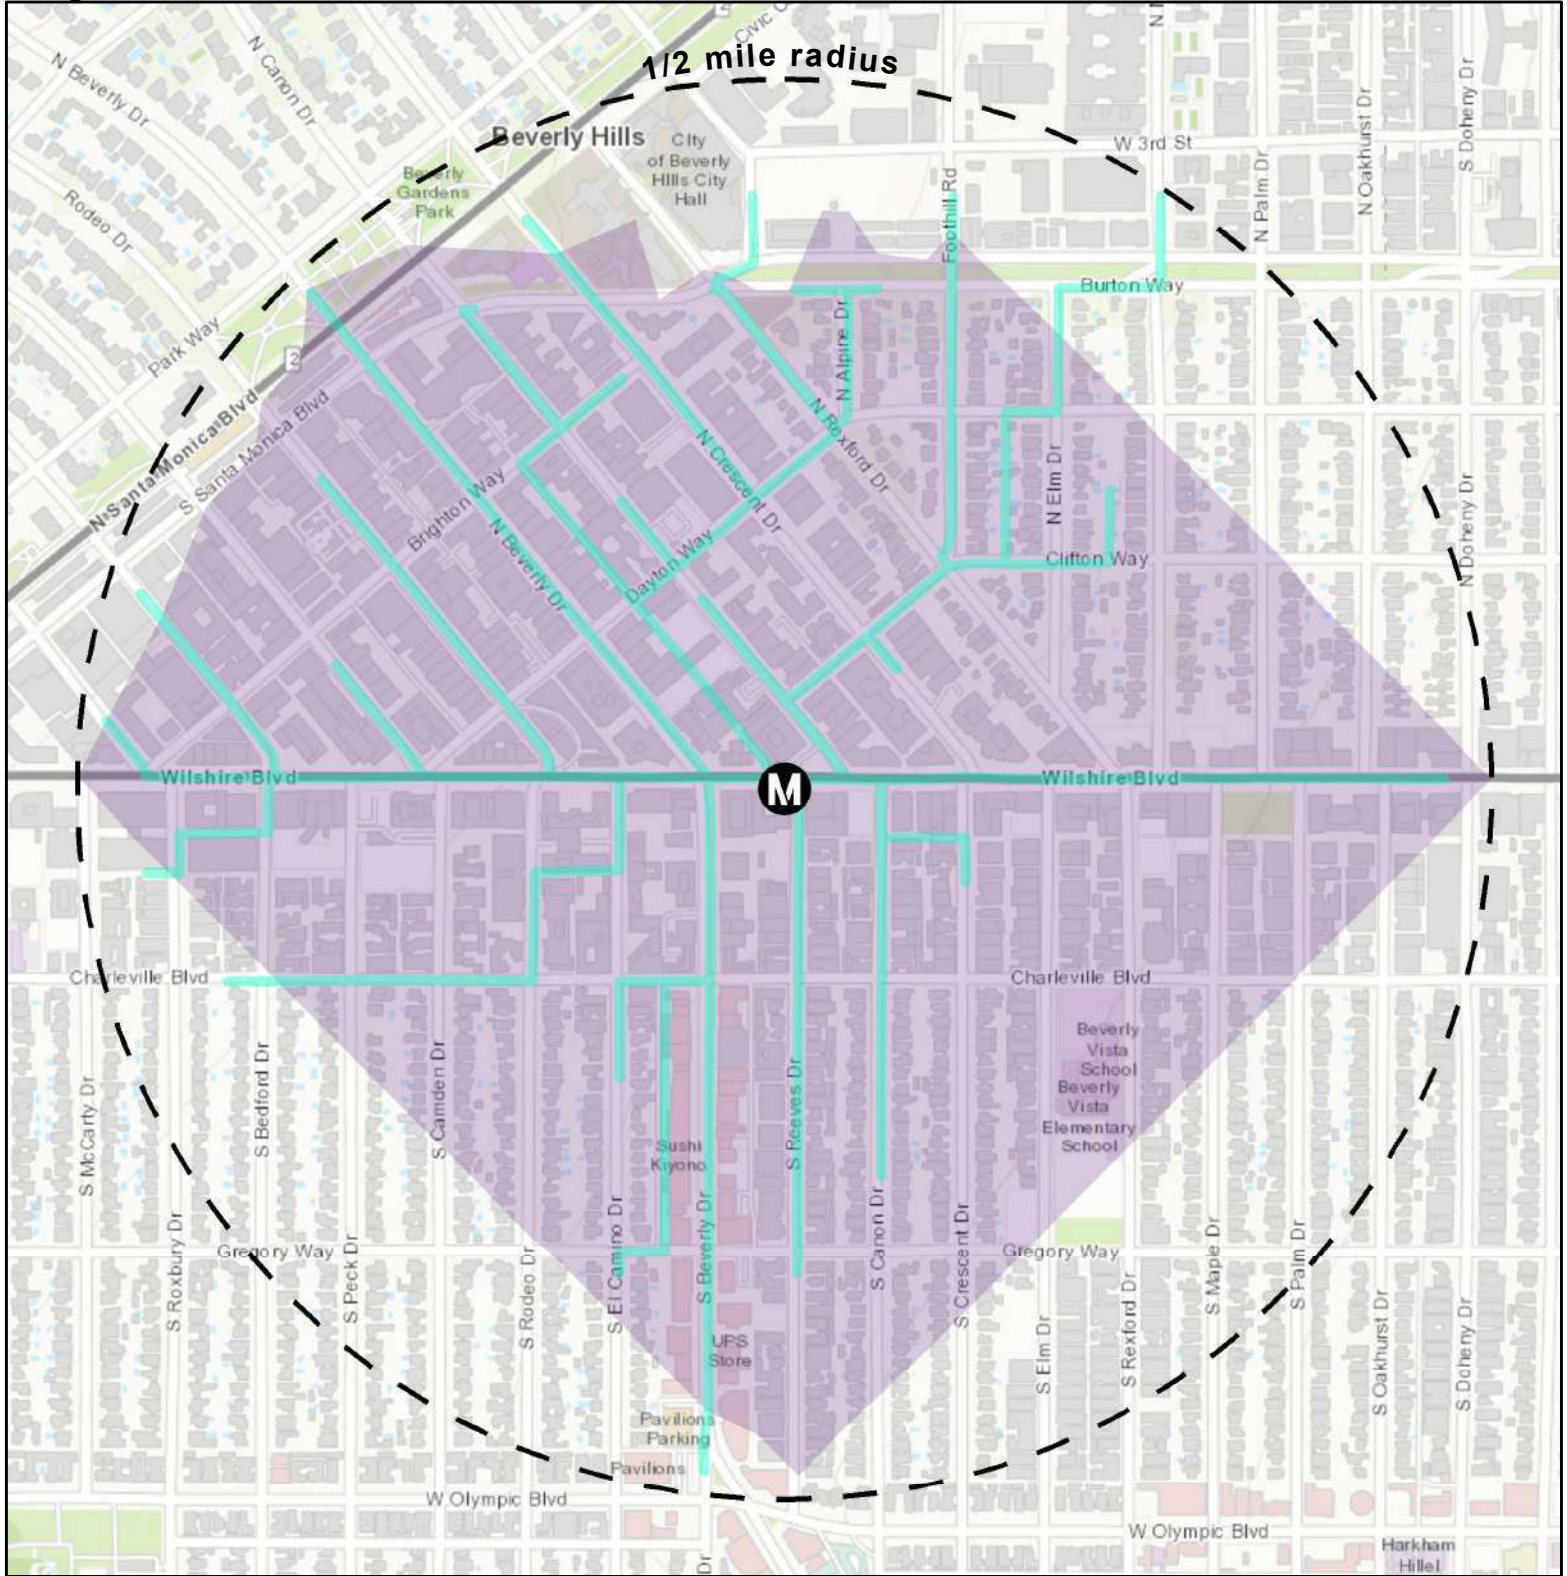 1/2 mile radius
Civic C
N Beverly Dr
N Canon Dr
Beverly Hills
City
of Beverly
Hills City
Hall
W 3rd St
N Palm Dr
N Oakhurst Dr
S Doheny Dr
Beverly
Gardens
Park
Rodeo Dr
Foothill Rd
Burton Way
Park Way
2
N Alpine Dr
N Santa Monica Blvd
S Santa Monica Blvd
N Rexford Dr
N Crescent Dr
Brighton Way
N Beverly Dr
Dayton Way
N Elm Dr
Clifton Way
N Doheny Dr
Wilshire Blvd
M
Wilshire Blvd
Charleville Blvd
Charleville Blvd
Beverly
Vista
School
Beverly
Vista
Elementary
School
S McCarty Dr
S Bedford Dr
S Camden Dr
Sushi
Kiyono
S Reeves Dr
S Roxbury Dr
Gregory Way
S Peck Dr
S Rodeo Dr
S El Camino Dr
S Beverly Dr
S Canon Dr
S Crescent Dr
Gregory Way
S Elm Dr
S Rexford Dr
S Maple Dr
S Palm Dr
S Oakhurst Dr
S Doheny Dr
UPS
Store
Pavilions
Parking
Pavilions
W Olympic Blvd
W Olympic Blvd
Dr
Harkham
Hillel